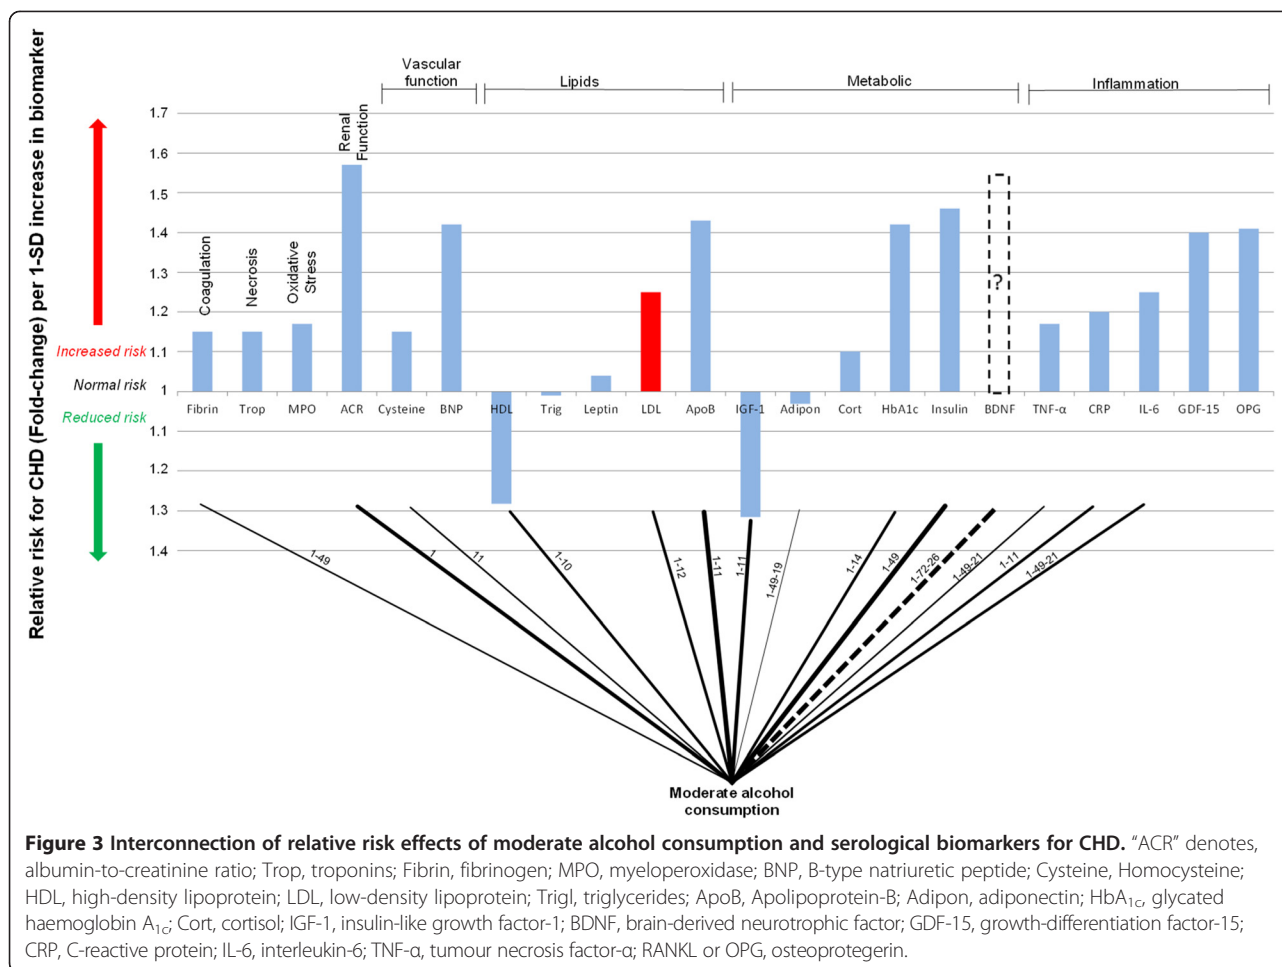 Relative risk for CHD (Fold-change) per 1-SD increase in biomarker
Vascular
function
Lipids
Metabolic
Inflammation
1.7
1.6
1.5
1.4
1.3
1.2
1.1
1
1.1
1.2
1.3
1.4
Increased risk
Normal risk
Reduced risk
Coagulation
Necrosis
Oxidative
Stress
Renal
Function
?
Fibrin Trop MPO ACR Cysteine BNP HDL Trig Leptin LDL ApoB IGF-1 Adipon Cort HbA1c Insulin BDNF TNF-α CRP IL-6 GDF-15 OPG
1-49
1
11
1-10
1-12
1-11
1-11
1-49-19
1-14
1-49
1-72-26
1-49-21
1-11
1-49-21
Moderate alcohol
consumption
Figure 3 Interconnection of relative risk effects of moderate alcohol consumption and serological biomarkers for CHD. “ACR” denotes,
albumin-to-creatinine ratio; Trop, troponins; Fibrin, fibrinogen; MPO, myeloperoxidase; BNP, B-type natriuretic peptide; Cysteine, Homocysteine;
HDL, high-density lipoprotein; LDL, low-density lipoprotein; Trigl, triglycerides; ApoB, Apolipoprotein-B; Adipon, adiponectin; HbA1c, glycated
haemoglobin A1c; Cort, cortisol; IGF-1, insulin-like growth factor-1; BDNF, brain-derived neurotrophic factor; GDF-15, growth-differentiation factor-15;
CRP, C-reactive protein; IL-6, interleukin-6; TNF-α, tumour necrosis factor-α; RANKL or OPG, osteoprotegerin.